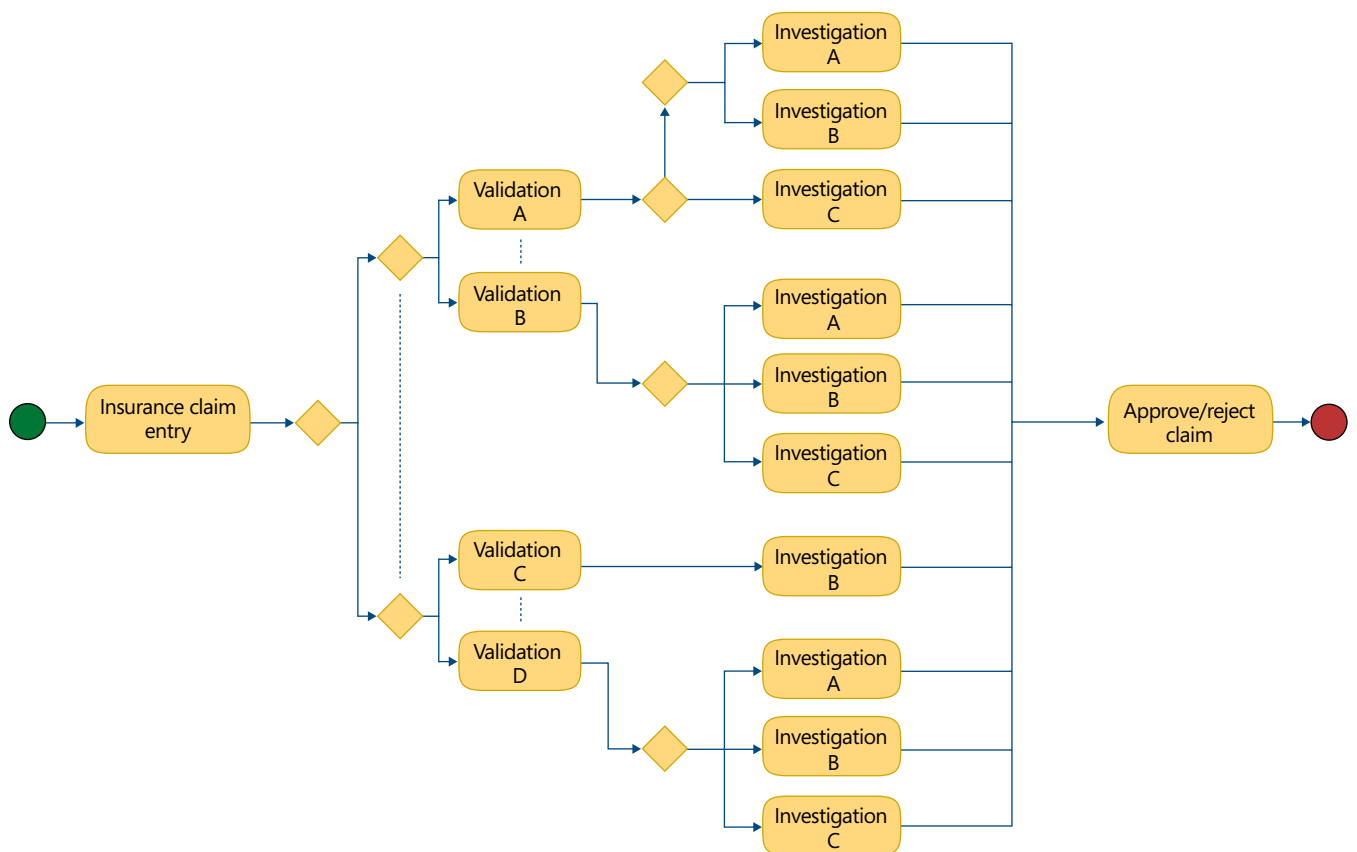 Insurance claim
entry
Validation
A
Validation
B
Validation
C
Validation
D
Investigation
A
Investigation
B
Investigation
C
Investigation
A
Investigation
B
Investigation
C
Investigation
B
Investigation
A
Investigation
B
Investigation
C
Approve/reject
claim